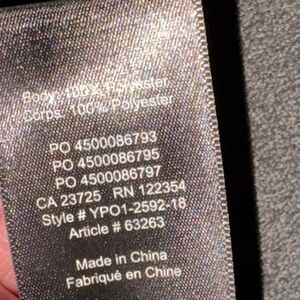 Body: 100% Polyester
Corps: 100% Polyester
PO 4500086793
PO 4500086795
PO 4500086797
CA 23725 RN 122354
Style # YPO1-2592-18
Article # 63263
Made in China
Fabriqué en Chine